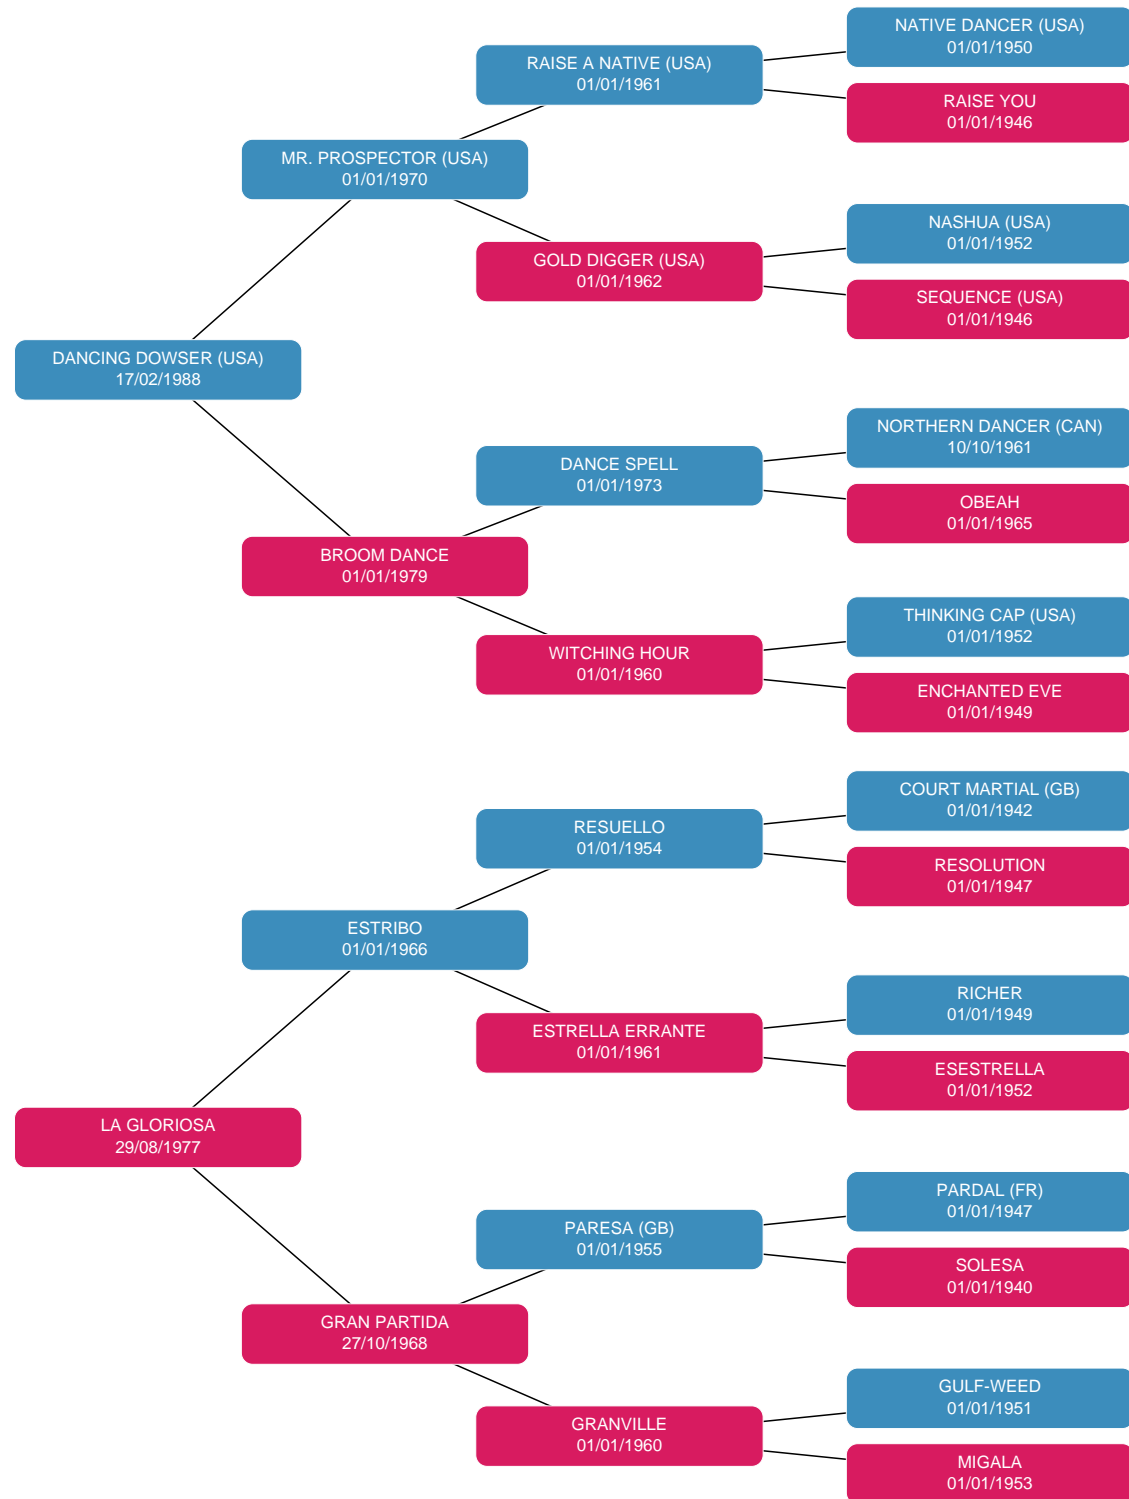 NATIVE DANCER (USA)
01/01/1950
RAISE A NATIVE (USA)
01/01/1961
RAISE YOU
01/01/1946
MR. PROSPECTOR (USA)
01/01/1970
NASHUA (USA)
01/01/1952
GOLD DIGGER (USA)
01/01/1962
SEQUENCE (USA)
01/01/1946
DANCING DOWSER (USA)
17/02/1988
NORTHERN DANCER (CAN)
10/10/1961
DANCE SPELL
01/01/1973
OBEAH
01/01/1965
BROOM DANCE
01/01/1979
THINKING CAP (USA)
01/01/1952
WITCHING HOUR
01/01/1960
ENCHANTED EVE
01/01/1949
COURT MARTIAL (GB)
01/01/1942
RESUELLO
01/01/1954
RESOLUTION
01/01/1947
ESTRIBO
01/01/1966
RICHER
01/01/1949
ESTRELLA ERRANTE
01/01/1961
ESESTRELLA
01/01/1952
LA GLORIOSA
29/08/1977
PARDAL (FR)
01/01/1947
PARESA (GB)
01/01/1955
SOLESA
01/01/1940
GRAN PARTIDA
27/10/1968
GULF-WEED
01/01/1951
GRANVILLE
01/01/1960
MIGALA
01/01/1953